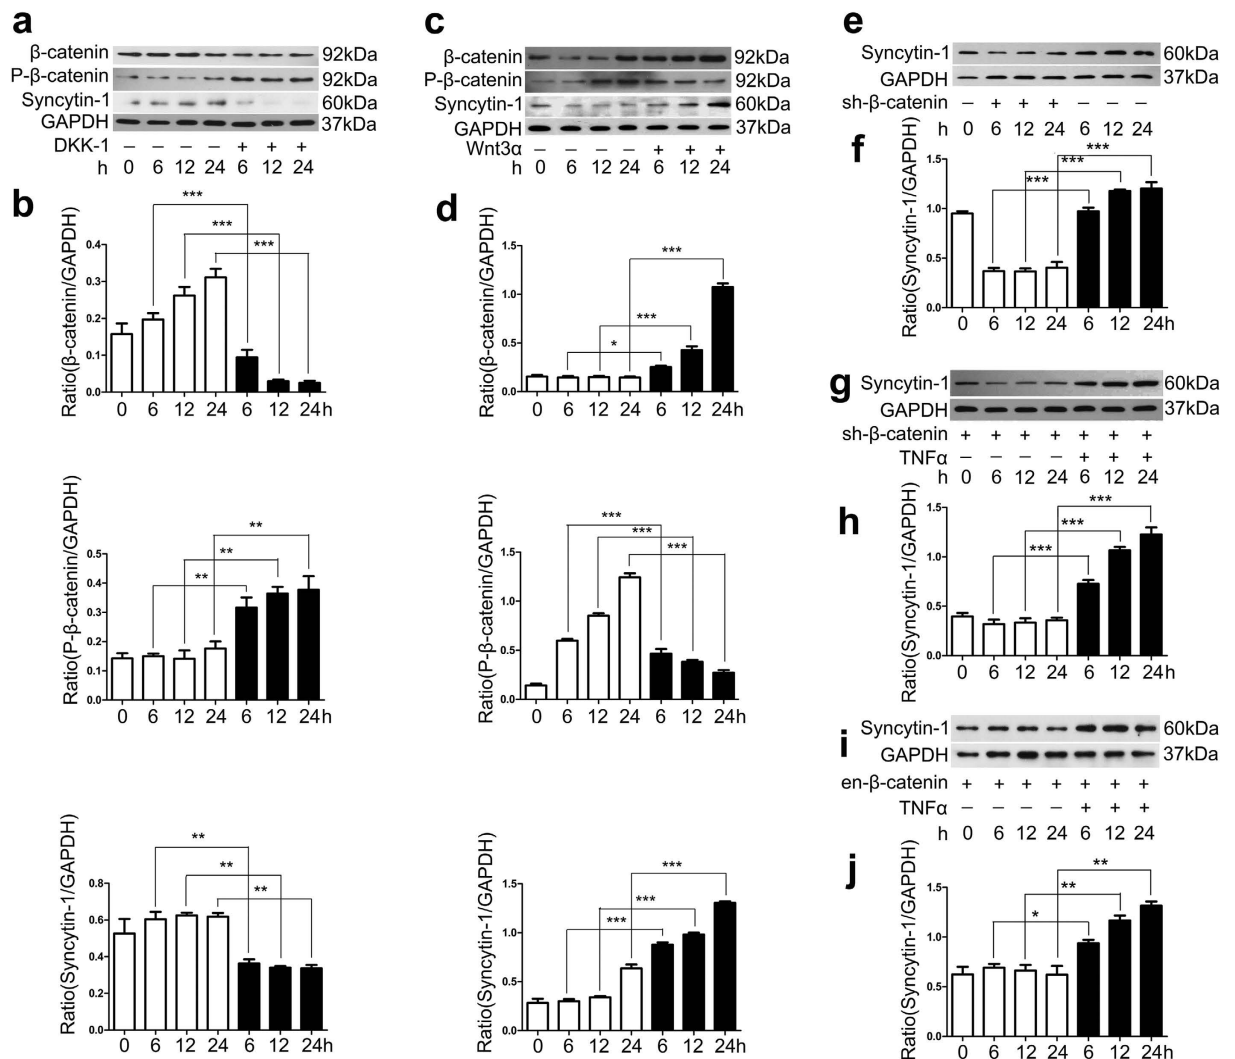 a
β-catenin 92kDa
P-β-catenin 92kDa
Syncytin-1 60kDa
GAPDH 37kDa
DKK-1 – – – – + + +
h 0 6 12 24 6 12 24
b
Ratio(β-catenin/GAPDH)
0.4
0.3
0.2
0.1
0.0
*** *** ***
0 6 12 24 6 12 24h
Ratio(P-β-catenin/GAPDH)
0.5
0.4
0.3
0.2
0.1
0.0
** ** **
0 6 12 24 6 12 24h
Ratio(Syncytin-1/GAPDH)
0.8
0.6
0.4
0.2
0.0
** ** **
0 6 12 24 6 12 24h
c
β-catenin 92kDa
P-β-catenin 92kDa
Syncytin-1 60kDa
GAPDH 36kDa
Wnt3α – – – – + + +
h 0 6 12 24 6 12 24
d
Ratio(β-catenin/GAPDH)
1.5
1.0
0.5
0.0
* *** ***
0 6 12 24 6 12 24h
Ratio(P-β-catenin/GAPDH)
1.5
1.0
0.5
0.0
*** *** ***
0 6 12 24 6 12 24h
Ratio(Syncytin-1/GAPDH)
1.5
1.0
0.5
0.0
*** *** ***
0 6 12 24 6 12 24h
e
Syncytin-1 60kDa
GAPDH 37kDa
sh-β-catenin – + + + – – –
h 0 6 12 24 6 12 24
f
Ratio(Syncytin-1/GAPDH)
1.5
1.0
0.5
0.0
*** *** ***
0 6 12 24 6 12 24h
g
Syncytin-1 60kDa
GAPDH 37kDa
sh-β-catenin + + + + + + +
TNFα – – – – + + +
h 0 6 12 24 6 12 24
h
Ratio(Syncytin-1/GAPDH)
1.5
1.0
0.5
0.0
*** *** ***
0 6 12 24 6 12 24h
i
Syncytin-1 60kDa
GAPDH 37kDa
en-β-catenin + + + + + + +
TNFα – – – – + + +
h 0 6 12 24 6 12 24
j
Ratio(Syncytin-1/GAPDH)
1.5
1.0
0.5
0.0
* ** **
0 6 12 24 6 12 24h